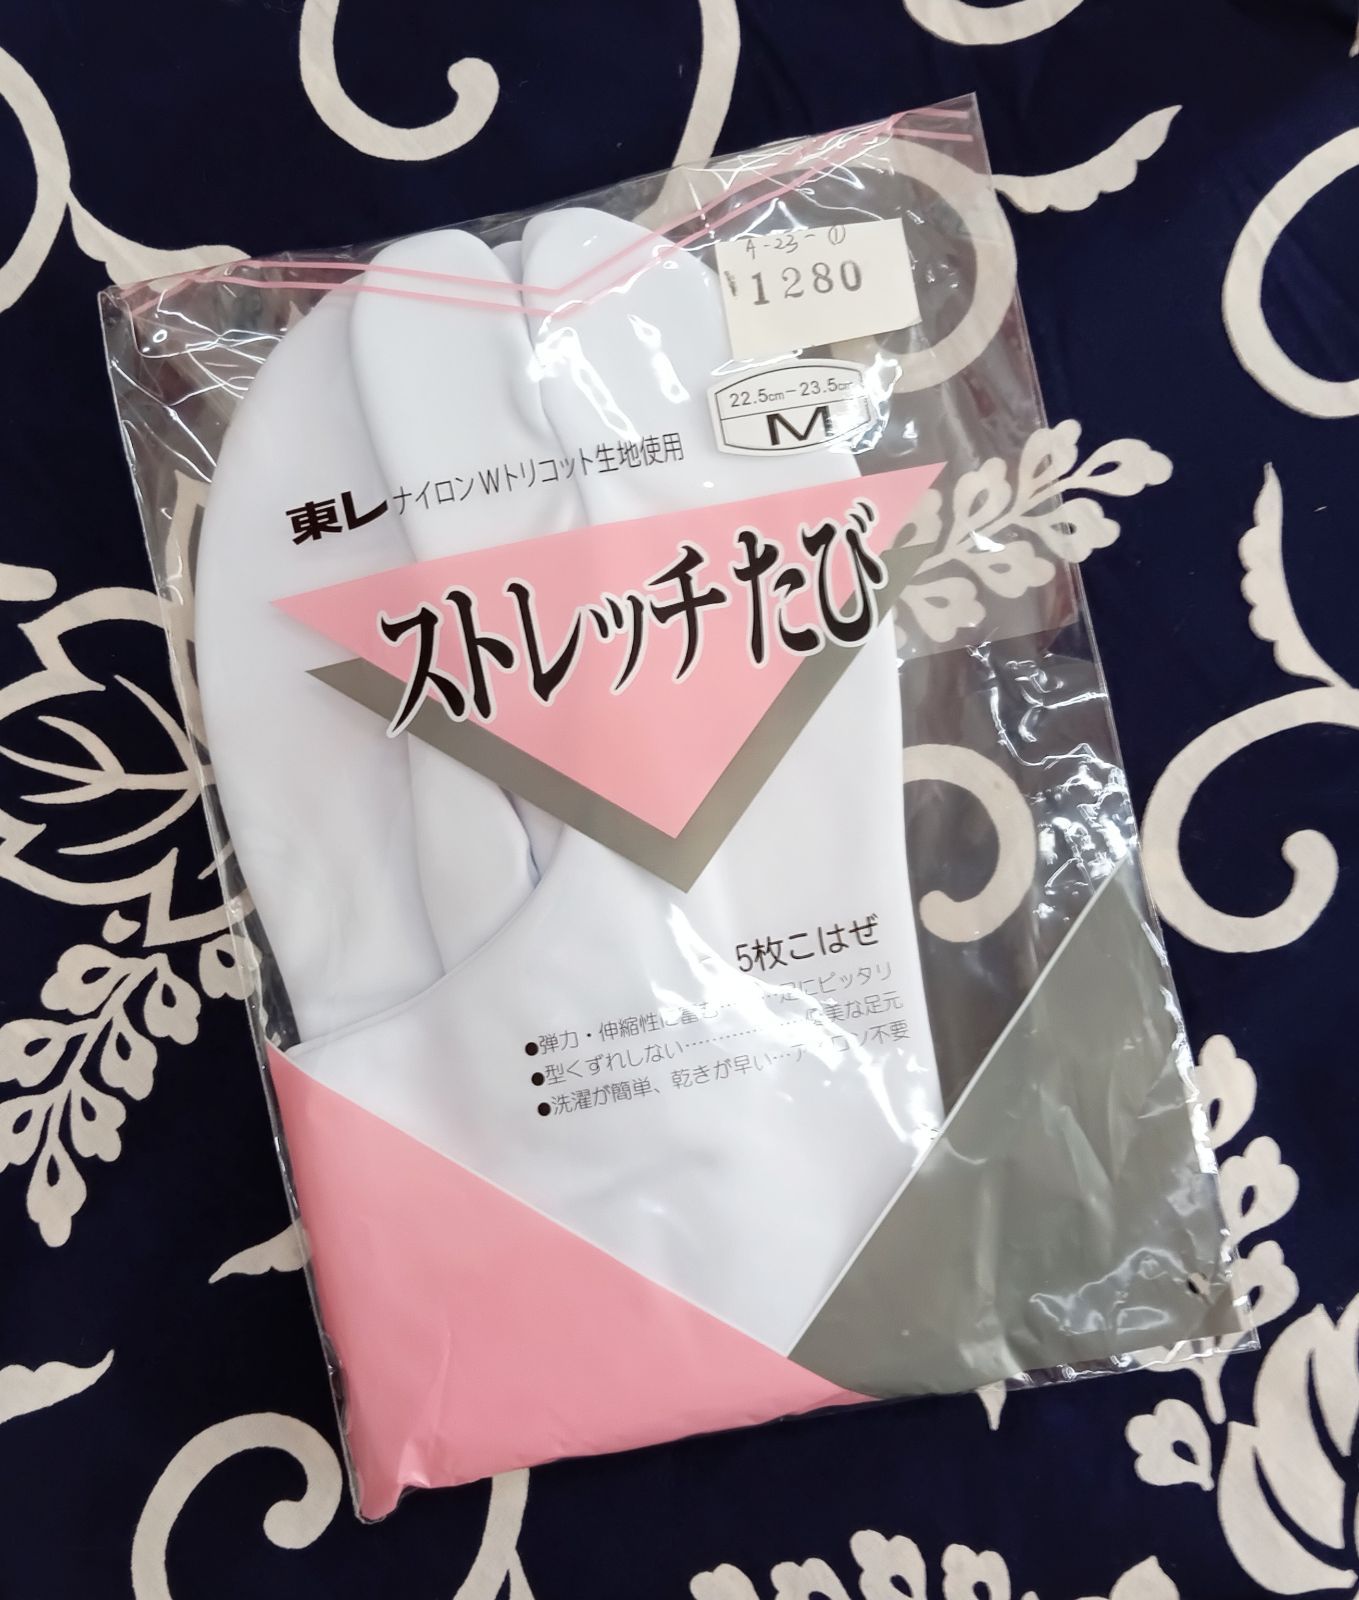 A-23-①
¥1280
22.5cm-23.5cm
M
東レナイロンWトリコット生地使用
ストレッチたび
5枚こはぜ
●弾力・伸縮性に富む………足にピッタリ
●型くずれしない……………優美な足元
●洗濯が簡単、乾きが早い…アイロン不要